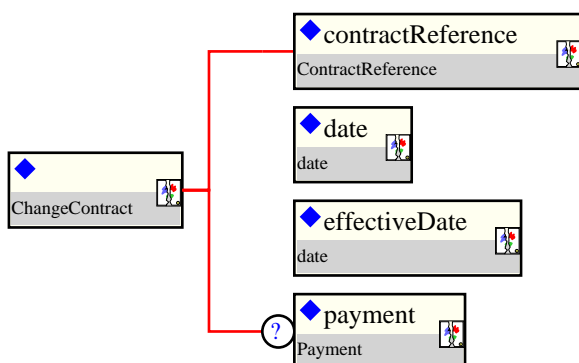 contractReference
ContractReference
date
date
ChangeContract
effectiveDate
date
?
payment
Payment